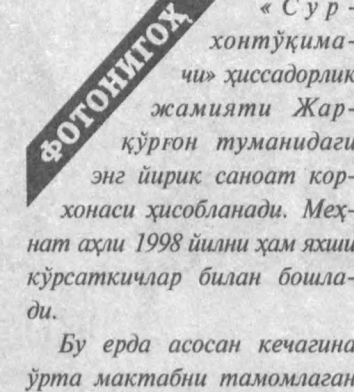 ФОТОНИГОҲ
« С у р -
хонтўқима-
чи» ҳиссадорлик
жамияти Жар-
қўрғон туманидаги
энг йирик саноат кор-
хонаси ҳисобланади. Меҳ-
нат аҳли 1998 йилни ҳам яхши
кўрсаткичлар билан бошла-
ди.
Бу ерда асосан кечагина
ўрта мактабни тамомлаган